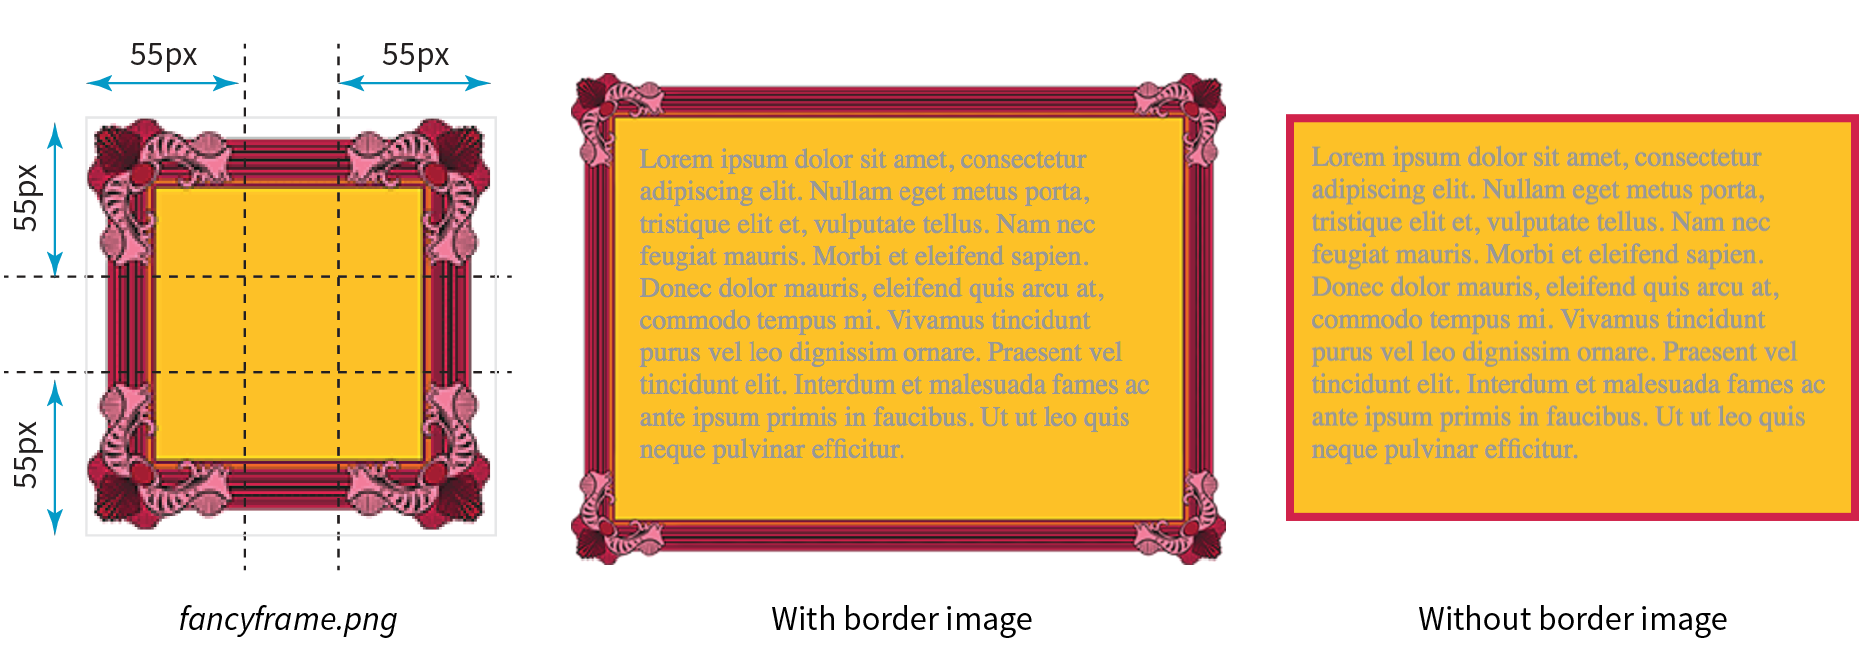 55px
55px
55px
55px
fancyframe.png
Lorem ipsum dolor sit amet, consectetur
adipiscing elit. Nullam eget metus porta,
tristique elit et, vulputate tellus. Nam nec
feugiat mauris. Morbi et eleifend sapien.
Donec dolor mauris, eleifend quis arcu at,
commodo tempus mi. Vivamus tincidunt
purus vel leo dignissim ornare. Praesent vel
tincidunt elit. Interdum et malesuada fames ac
ante ipsum primis in faucibus. Ut ut leo quis
neque pulvinar efficitur.
With border image
Lorem ipsum dolor sit amet, consectetur
adipiscing elit. Nullam eget metus porta,
tristique elit et, vulputate tellus. Nam nec
feugiat mauris. Morbi et eleifend sapien.
Donec dolor mauris, eleifend quis arcu at,
commodo tempus mi. Vivamus tincidunt
purus vel leo dignissim ornare. Praesent vel
tincidunt elit. Interdum et malesuada fames ac
ante ipsum primis in faucibus. Ut ut leo quis
neque pulvinar efficitur.
Without border image